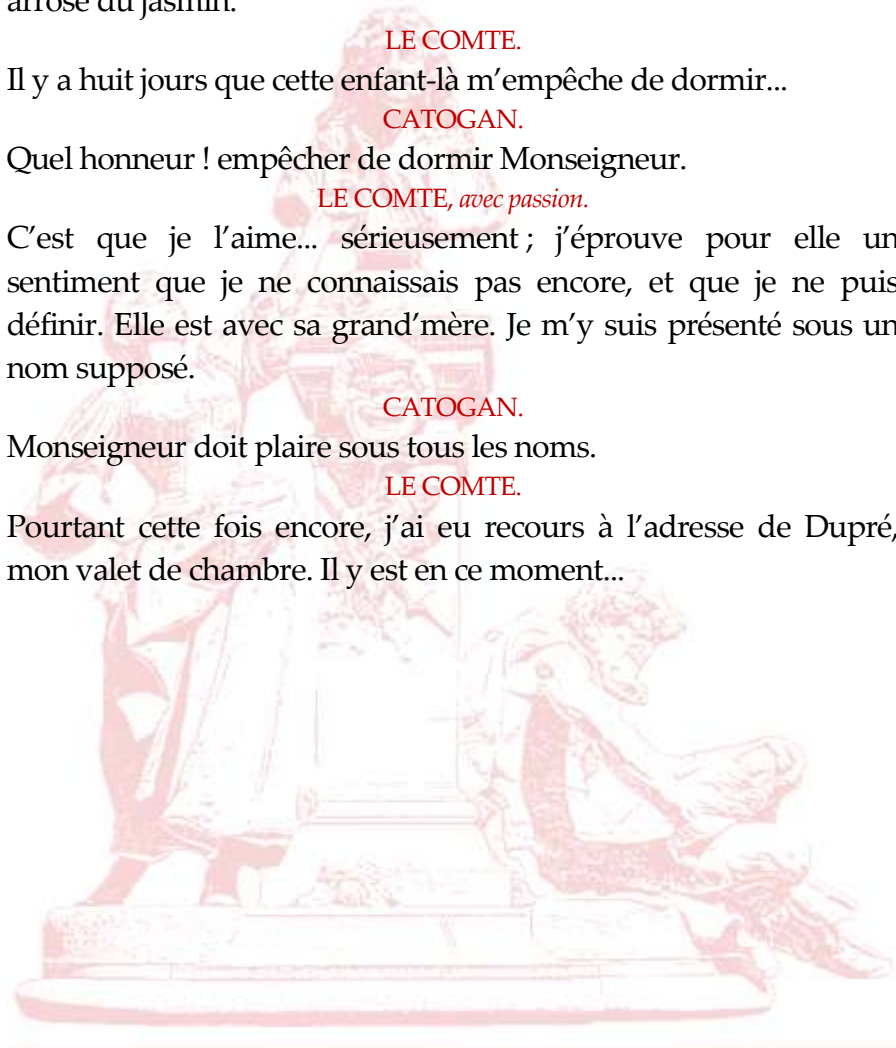 arrosé du jasmin.
LE COMTE.
Il y a huit jours que cette enfant-là m’empêche de dormir...
CATOGAN.
Quel honneur ! empêcher de dormir Monseigneur.
LE COMTE, avec passion.
C’est que je l’aime... sérieusement ; j’éprouve pour elle un
sentiment que je ne connaissais pas encore, et que je ne puis
définir. Elle est avec sa grand’mère. Je m’y suis présenté sous un
nom supposé.
CATOGAN.
Monseigneur doit plaire sous tous les noms.
LE COMTE.
Pourtant cette fois encore, j’ai eu recours à l’adresse de Dupré,
mon valet de chambre. Il y est en ce moment...